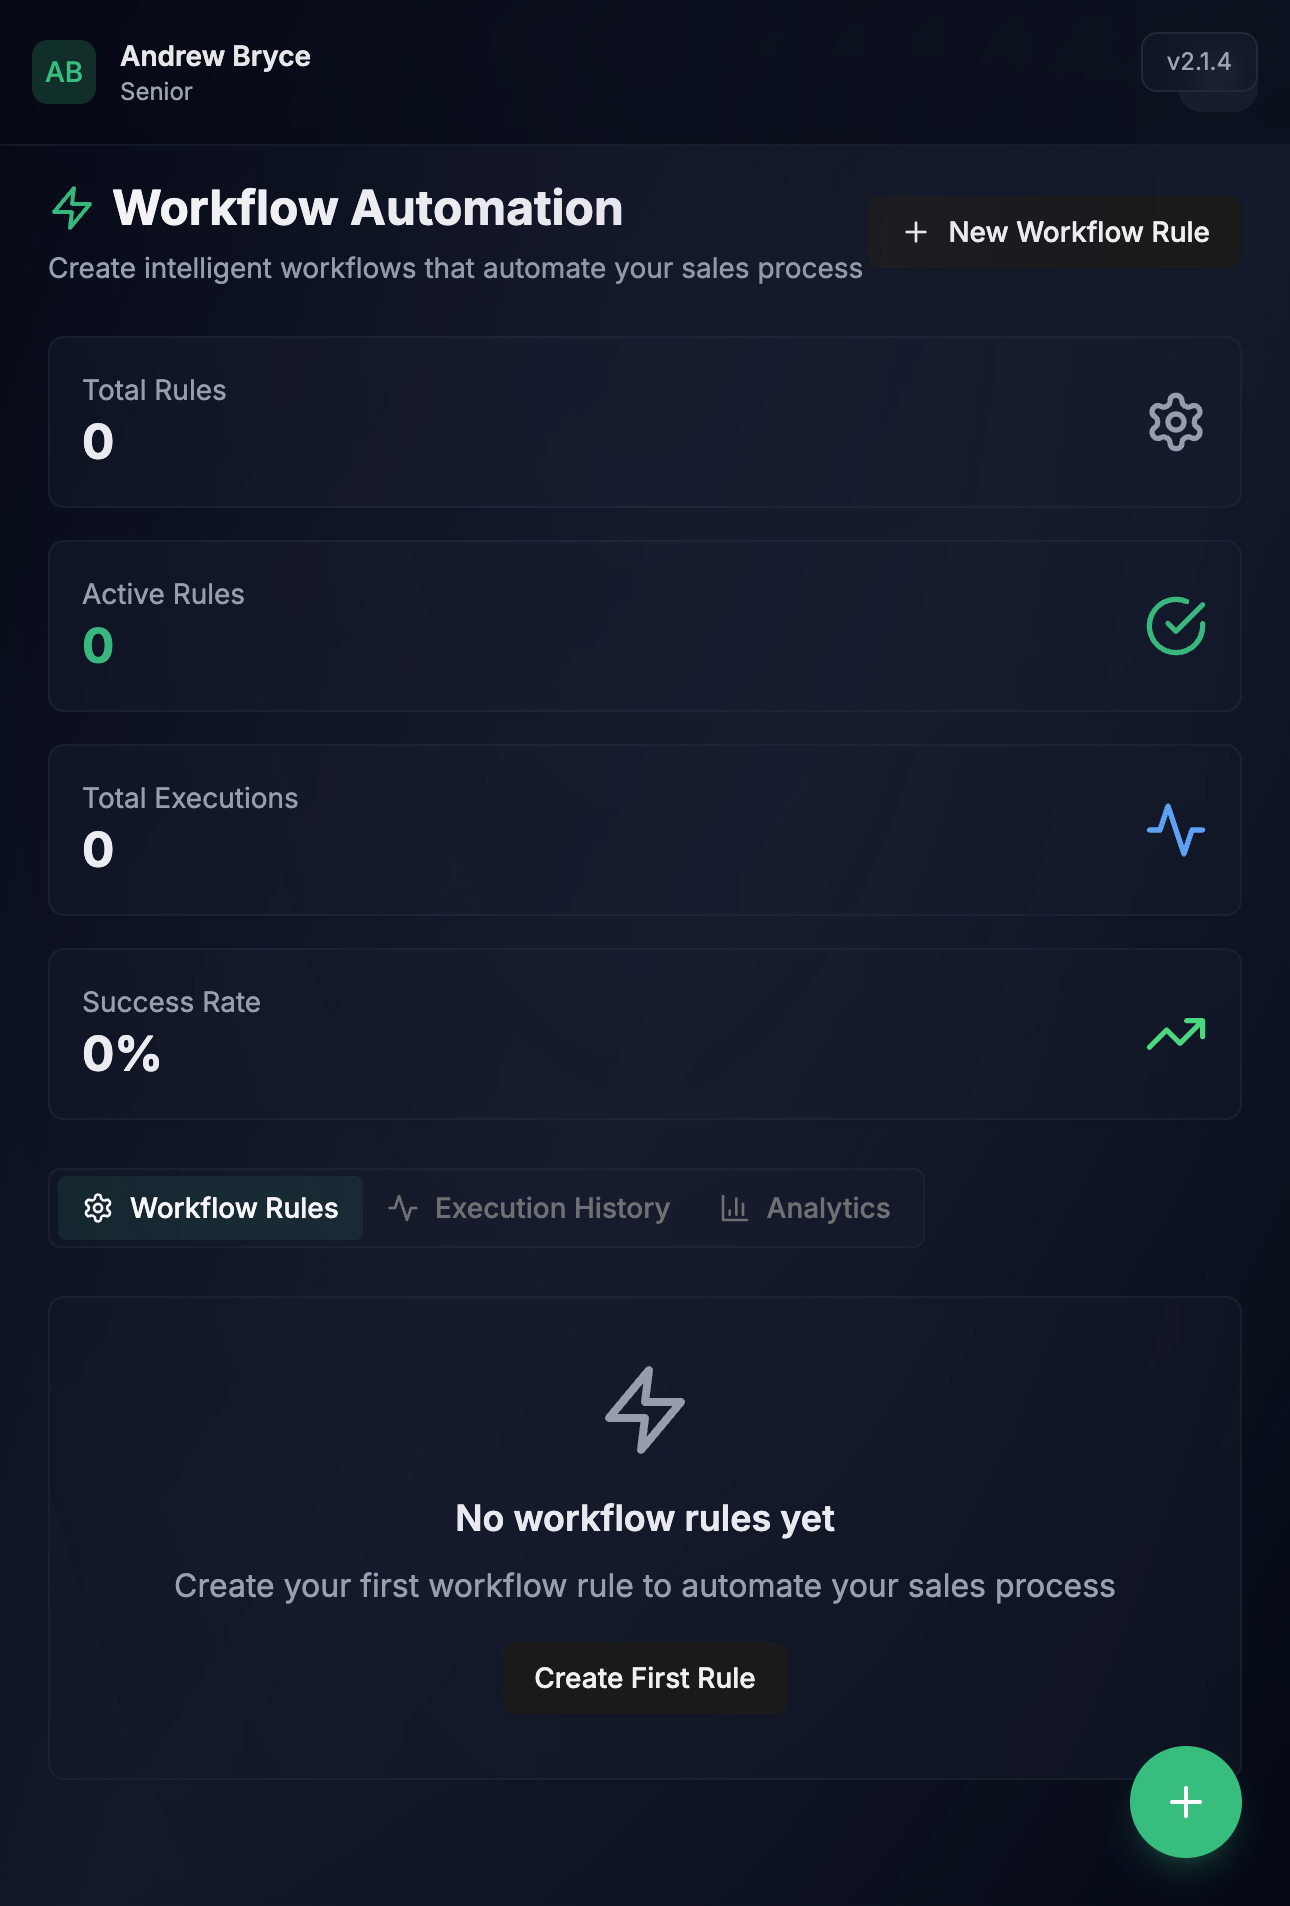 AB
Andrew Bryce
Senior
v2.1.4
Workflow Automation
Create intelligent workflows that automate your sales process
New Workflow Rule
Total Rules
0
Active Rules
0
Total Executions
0
Success Rate
0%
Workflow Rules
Execution History
Analytics
No workflow rules yet
Create your first workflow rule to automate your sales process
Create First Rule